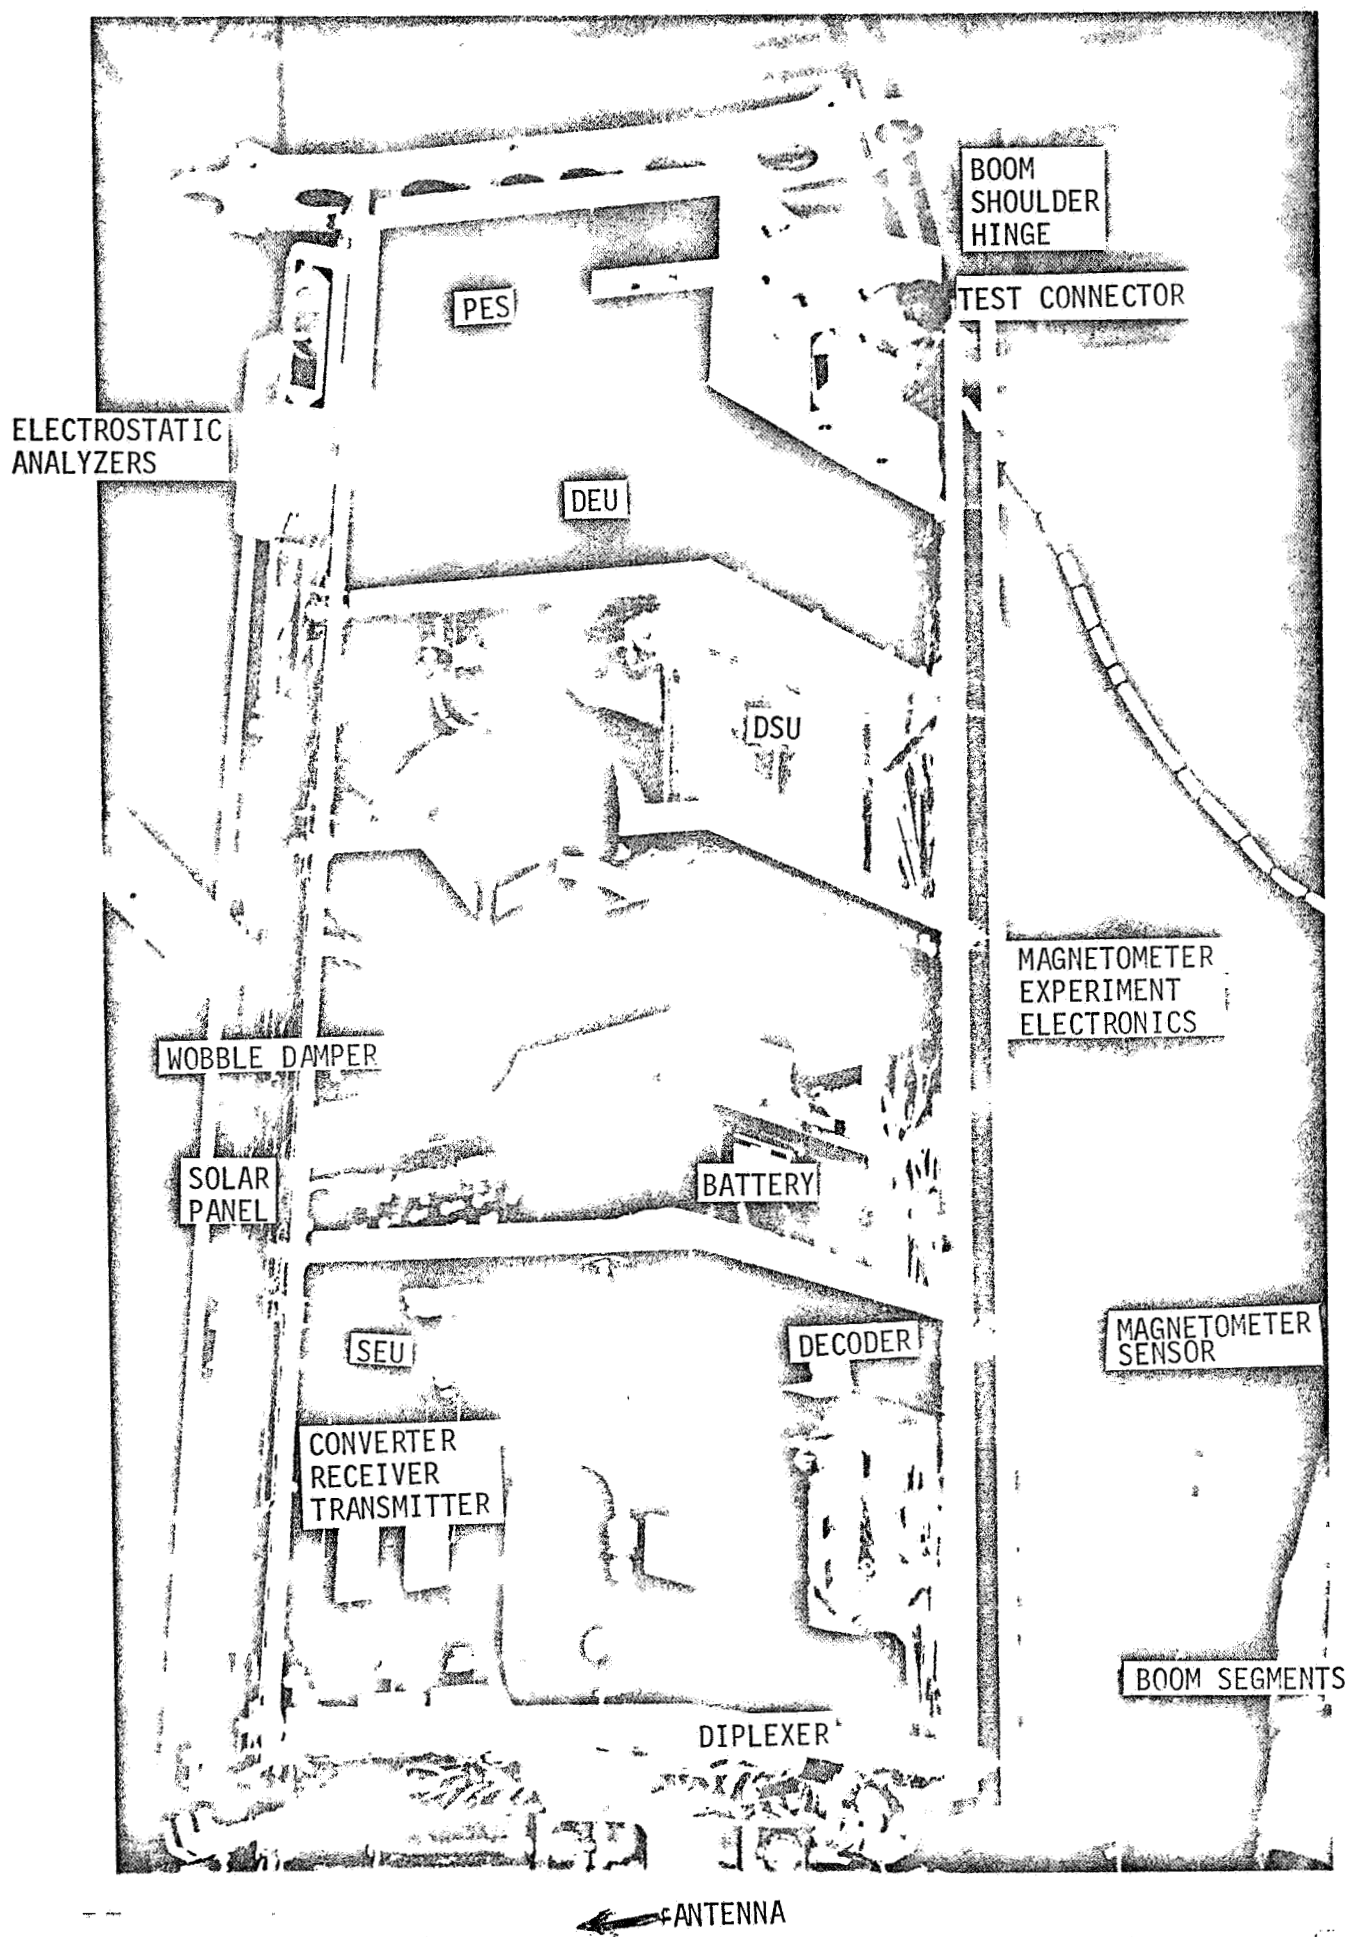 BOOM
SHOULDER
HINGE
TEST CONNECTOR
PES
ELECTROSTATIC
ANALYZERS
DEU
DSU
MAGNETOMETER
EXPERIMENT
ELECTRONICS
WOBBLE DAMPER
SOLAR
PANEL
BATTERY
MAGNETOMETER
SENSOR
SEU
DECODER
CONVERTER
RECEIVER
TRANSMITTER
BOOM SEGMENTS
DIPLEXER
ANTENNA